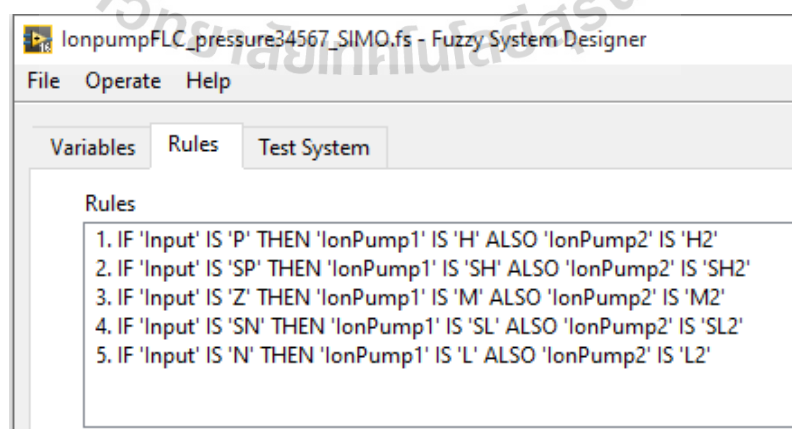 IonpumpFLC_pressure34567_SIMO.fs - Fuzzy System Designer
File Operate Help
Variables Rules Test System
Rules
1. IF 'Input' IS 'P' THEN 'IonPump1' IS 'H' ALSO 'IonPump2' IS 'H2'
2. IF 'Input' IS 'SP' THEN 'IonPump1' IS 'SH' ALSO 'IonPump2' IS 'SH2'
3. IF 'Input' IS 'Z' THEN 'IonPump1' IS 'M' ALSO 'IonPump2' IS 'M2'
4. IF 'Input' IS 'SN' THEN 'IonPump1' IS 'SL' ALSO 'IonPump2' IS 'SL2'
5. IF 'Input' IS 'N' THEN 'IonPump1' IS 'L' ALSO 'IonPump2' IS 'L2'